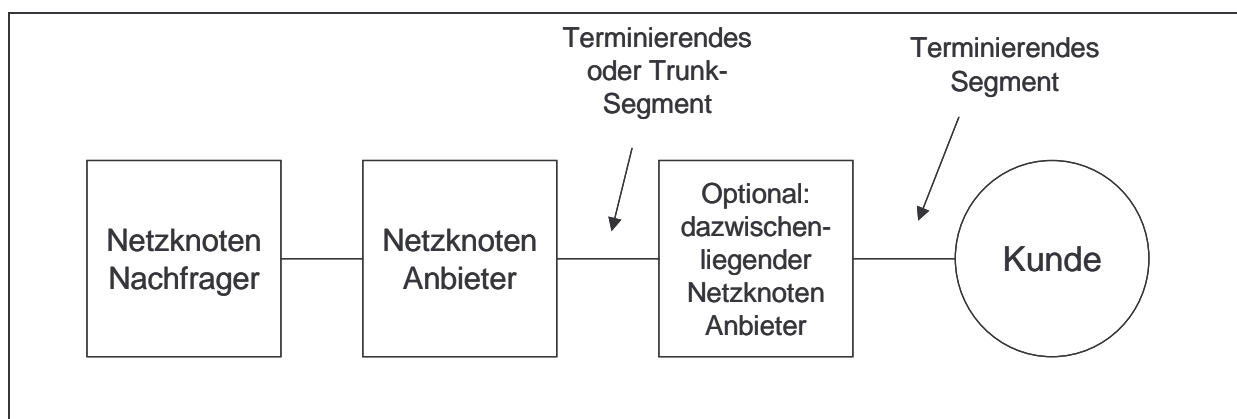 Terminierendes
oder Trunk-
Segment
Terminierendes
Segment
Netzknoten
Nachfrager
Netzknoten
Anbieter
Optional:
dazwischen-
liegender
Netzknoten
Anbieter
Kunde